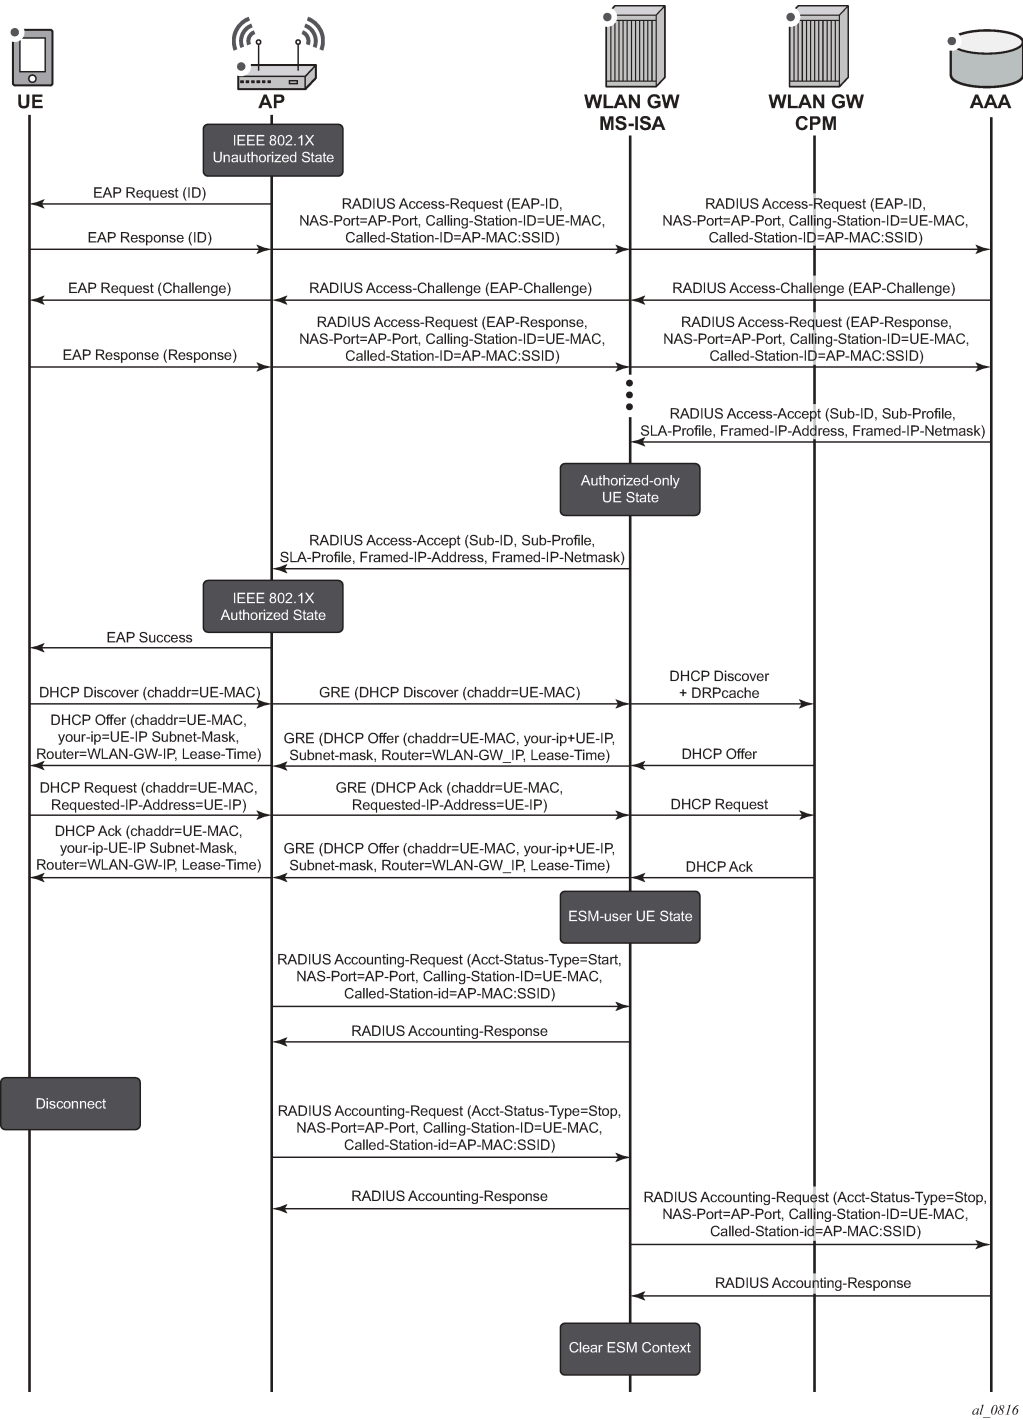 UE
AP
WLAN GW
MS-ISA
WLAN GW
CPM
AAA
IEEE 802.1X
Unauthorized State
EAP Request (ID)
RADIUS Access-Request (EAP-ID,
NAS-Port=AP-Port, Calling-Station-ID=UE-MAC,
Called-Station-ID=AP-MAC:SSID)
RADIUS Access-Request (EAP-ID,
NAS-Port=AP-Port, Calling-Station-ID=UE-MAC,
Called-Station-ID=AP-MAC:SSID)
EAP Response (ID)
EAP Request (Challenge)
RADIUS Access-Challenge (EAP-Challenge)
RADIUS Access-Challenge (EAP-Challenge)
EAP Response (Response)
RADIUS Access-Request (EAP-Response,
NAS-Port=AP-Port, Calling-Station-ID=UE-MAC,
Called-Station-ID=AP-MAC:SSID)
RADIUS Access-Request (EAP-Response,
NAS-Port=AP-Port, Calling-Station-ID=UE-MAC,
Called-Station-ID=AP-MAC:SSID)
RADIUS Access-Accept (Sub-ID, Sub-Profile,
SLA-Profile, Framed-IP-Address, Framed-IP-Netmask)
Authorized-only
UE State
RADIUS Access-Accept (Sub-ID, Sub-Profile,
SLA-Profile, Framed-IP-Address, Framed-IP-Netmask)
IEEE 802.1X
Authorized State
EAP Success
DHCP Discover (chaddr=UE-MAC)
GRE (DHCP Discover (chaddr=UE-MAC)
DHCP Discover
+ DRPcache
DHCP Offer (chaddr=UE-MAC,
your-ip=UE-IP Subnet-Mask,
Router=WLAN-GW-IP, Lease-Time)
GRE (DHCP Offer (chaddr=UE-MAC, your-ip+UE-IP,
Subnet-mask, Router=WLAN-GW_IP, Lease-Time)
DHCP Offer
DHCP Request (chaddr=UE-MAC,
Requested-IP-Address=UE-IP)
GRE (DHCP Ack (chaddr=UE-MAC,
Requested-IP-Address=UE-IP)
DHCP Request
DHCP Ack (chaddr=UE-MAC,
your-ip-UE-IP Subnet-Mask,
Router=WLAN-GW-IP, Lease-Time)
GRE (DHCP Offer (chaddr=UE-MAC, your-ip+UE-IP,
Subnet-mask, Router=WLAN-GW_IP, Lease-Time)
DHCP Ack
ESM-user UE State
RADIUS Accounting-Request (Acct-Status-Type=Start,
NAS-Port=AP-Port, Calling-Station-ID=UE-MAC,
Called-Station-id=AP-MAC:SSID)
RADIUS Accounting-Response
Disconnect
RADIUS Accounting-Request (Acct-Status-Type=Stop,
NAS-Port=AP-Port, Calling-Station-ID=UE-MAC,
Called-Station-id=AP-MAC:SSID)
RADIUS Accounting-Response
RADIUS Accounting-Request (Acct-Status-Type=Stop,
NAS-Port=AP-Port, Calling-Station-ID=UE-MAC,
Called-Station-id=AP-MAC:SSID)
RADIUS Accounting-Response
Clear ESM Context
al_0816